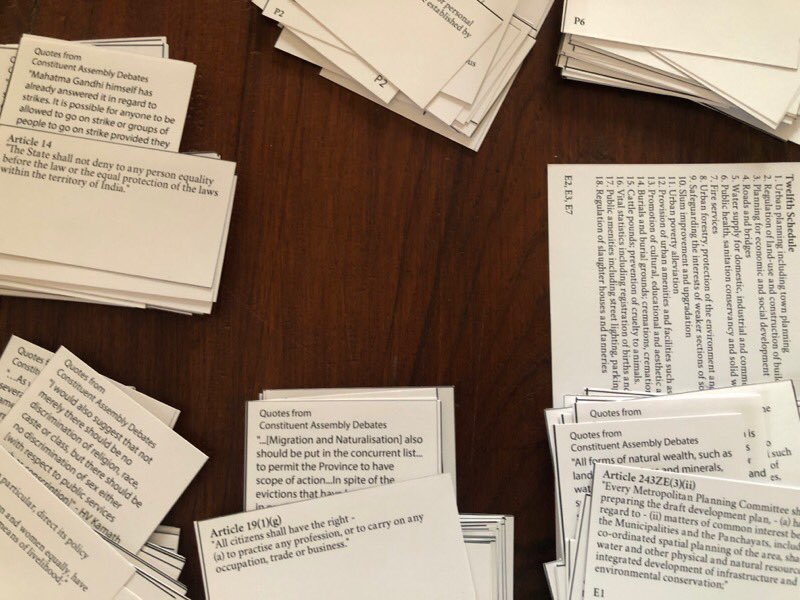 Quotes from
Constituent Assembly Debates
"Mahatma Gandhi himself has
already answered it in regard to
strikes. It is possible for anyone to be
allowed to go on strike or groups of
people to go on strike provided they
Article 14
"The State shall not deny to any person equality
before the law or the equal protection of the laws
within the territory of India."
P2
P2
or personal
established by
P6
Twelfth Schedule
1. Urban planning including town planning
2. Regulation of land-use and construction of
3. Planning for economic and social development
4. Roads and bridges
5. Water supply for domestic, industrial and
6. Public health, sanitation conservancy and solid
7. Fire services
8. Urban forestry, protection of the environment and
9. Safeguarding the interests of weaker sections of
10. Slum improvement and upgradation
11. Urban poverty alleviation
12. Provision of urban amenities and facilities such as
13. Promotion of cultural, educational and aesthetic
14. Burials and burial grounds; cremations,
15. Cattle pounds; prevention of cruelty to animals.
16. Vital statistics including registration of births and
17. Public amenities including street lighting,
18. Regulation of slaughter houses and tanneries
E2, E3, E7
Quotes from
"...As
Quotes from
Constituent Assembly Debates
"I would also suggest that not
merely there should be no
discrimination of religion, race,
caste or class, but there should be
no discrimination of sex either
(with respect to public services
HV Kamath
particular, direct its policy
and women equally, have
means of livelihood;
Quotes from
Constituent Assembly Debates
"...[Migration and Naturalisation] also
should be put in the concurrent list...
to permit the Province to have
scope of action...In spite of the
evictions that have
Article 19(1)(g)
"All citizens shall have the right -
(a) to practise any profession, or to carry on any
occupation, trade or business."
Quotes from
Quotes from
Constituent Assembly Debates
"All forms of natural wealth, such as
and minerals,
Article 243ZE(3)(ii)
"Every Metropolitan Planning Committee
preparing the draft development plan, - (a)
regard to - (ii) matters of common interest
the Municipalities and the Panchayats,
co-ordinated spatial planning of the area,
water and other physical and natural
integrated development of infrastructure and
environmental conservation;"
E1